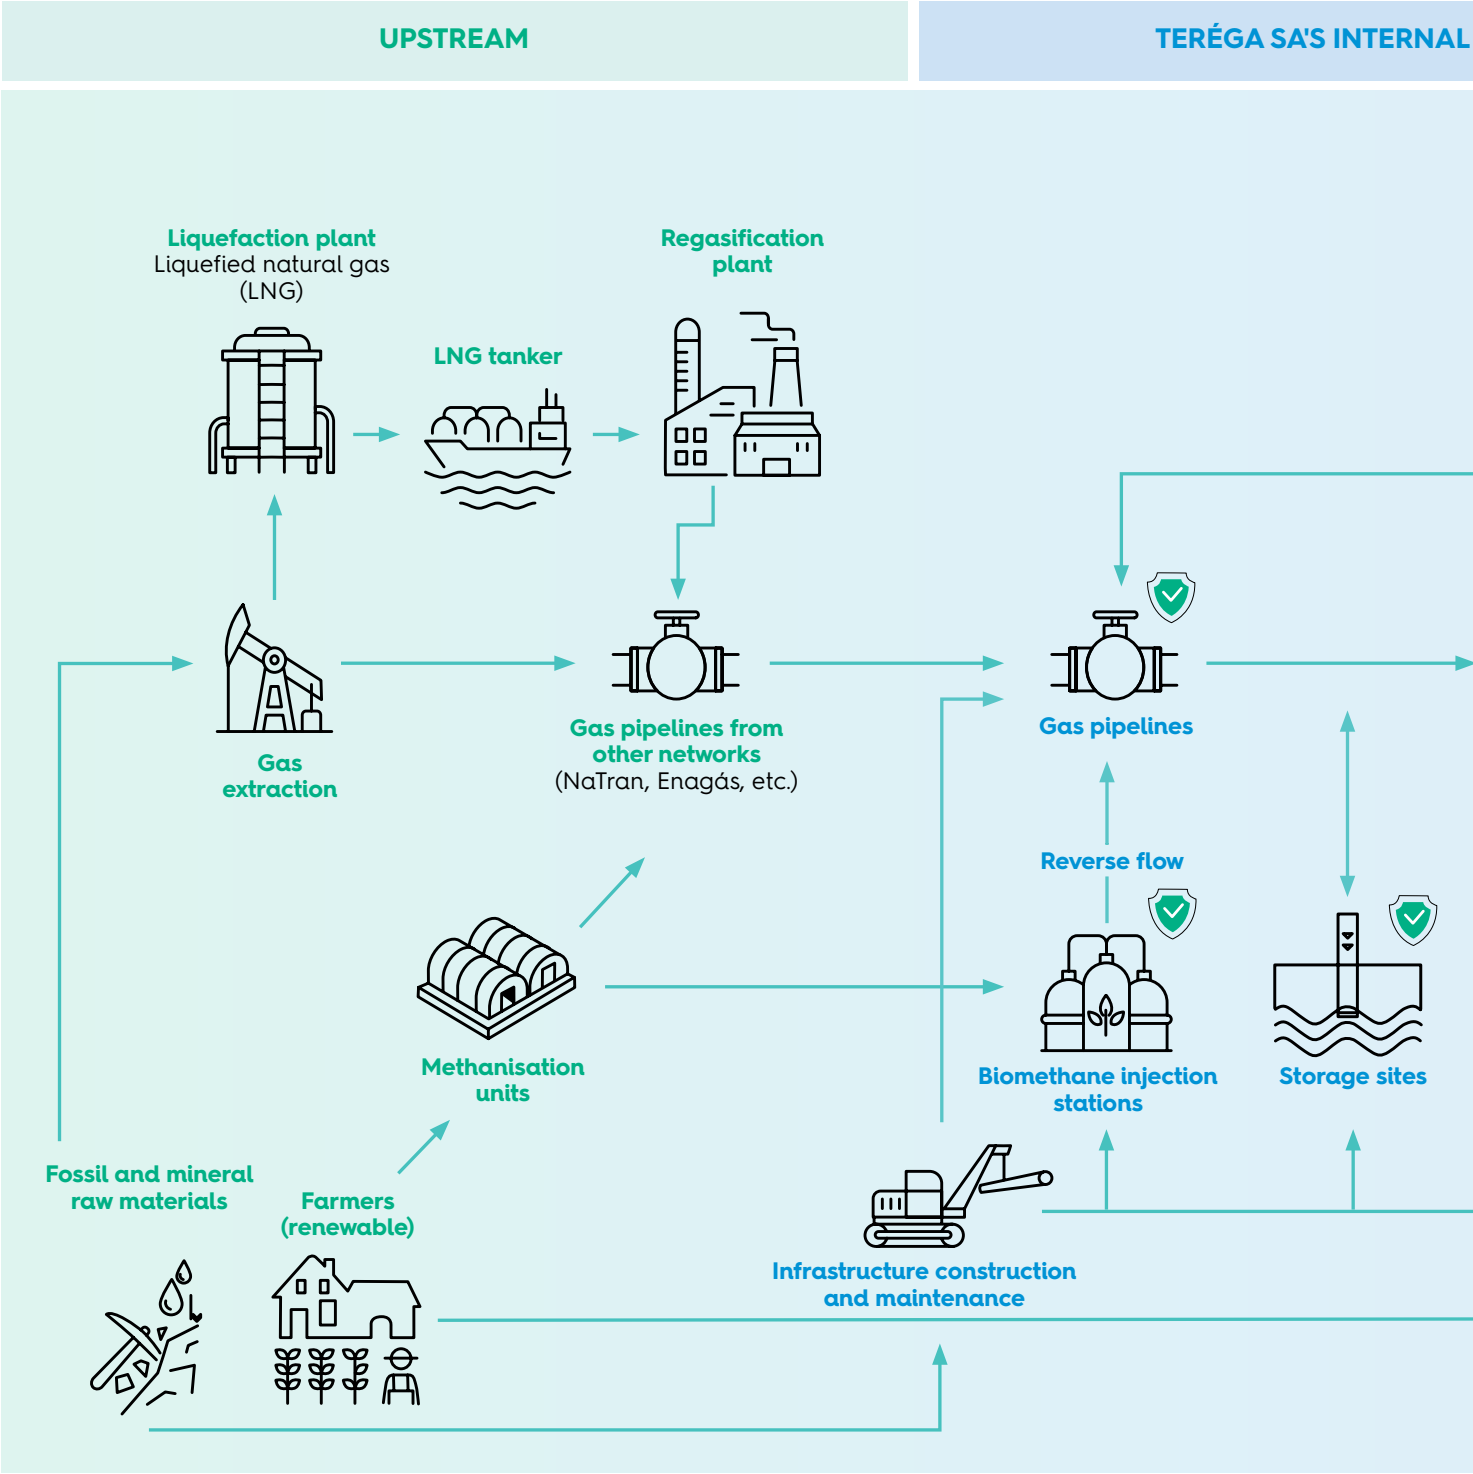 UPSTREAM
TERÉGA SA'S INTERNAL
Liquefaction plant
Liquefied natural gas
(LNG)
LNG tanker
Regasification
plant
Gas
extraction
Gas pipelines from
other networks
(NaTran, Enagás, etc.)
Gas pipelines
Reverse flow
Methanisation
units
Biomethane injection
stations
Storage sites
Fossil and mineral
raw materials
Farmers
(renewable)
Infrastructure construction
and maintenance